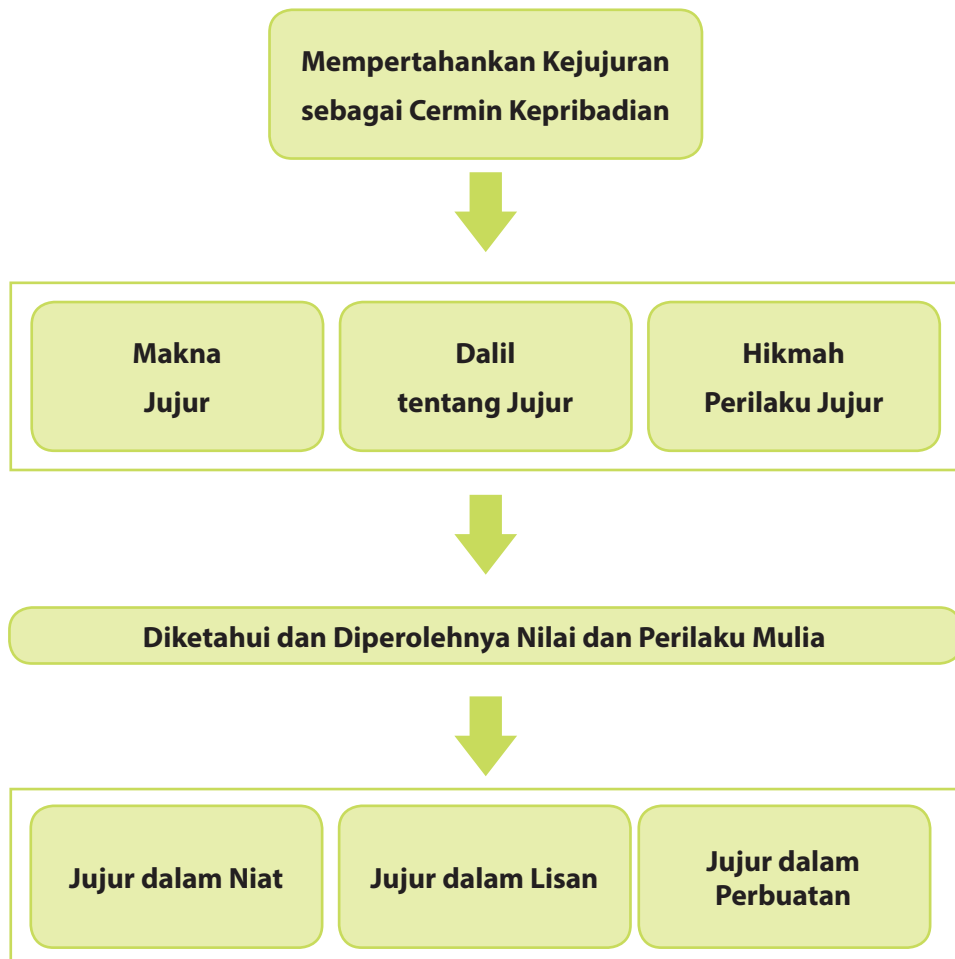 Mempertahankan Kejujuran
sebagai Cermin Kepribadian
Makna
Jujur
Dalil
tentang Jujur
Hikmah
Perilaku Jujur
Diketahui dan Diperolehnya Nilai dan Perilaku Mulia
Jujur dalam Niat
Jujur dalam Lisan
Jujur dalam
Perbuatan